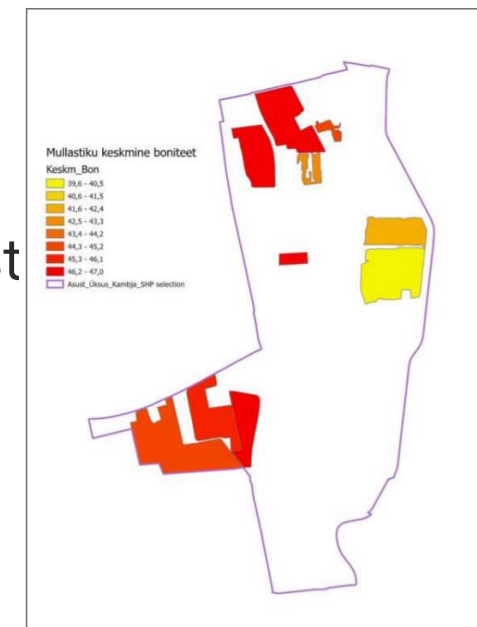 Mullastiku keskmine boniteet
Keskm_Bon
39,6 - 40,5
40,6 - 41,5
41,6 - 42,4
42,5 - 43,3
43,4 - 44,2
44,3 - 45,2
45,3 - 46,1
46,2 - 47,0
Asust_Üksus_Kambja_SHP selection
t